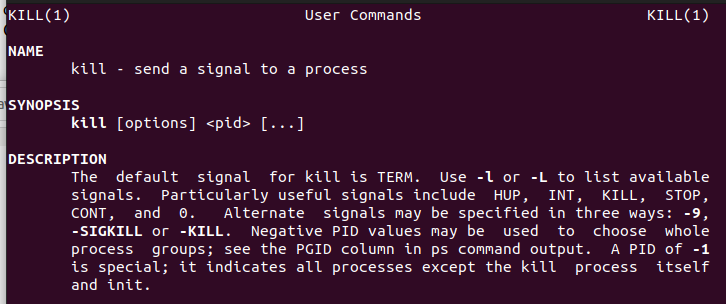 KILL(1) User Commands KILL(1)
NAME
kill - send a signal to a process
SYNOPSIS
kill [options] <pid> [...]
DESCRIPTION
The default signal for kill is TERM. Use -l or -L to list available
signals. Particularly useful signals include HUP, INT, KILL, STOP,
CONT, and 0. Alternate signals may be specified in three ways: -9,
-SIGKILL or -KILL. Negative PID values may be used to choose whole
process groups; see the PGID column in ps command output. A PID of -1
is special; it indicates all processes except the kill process itself
and init.